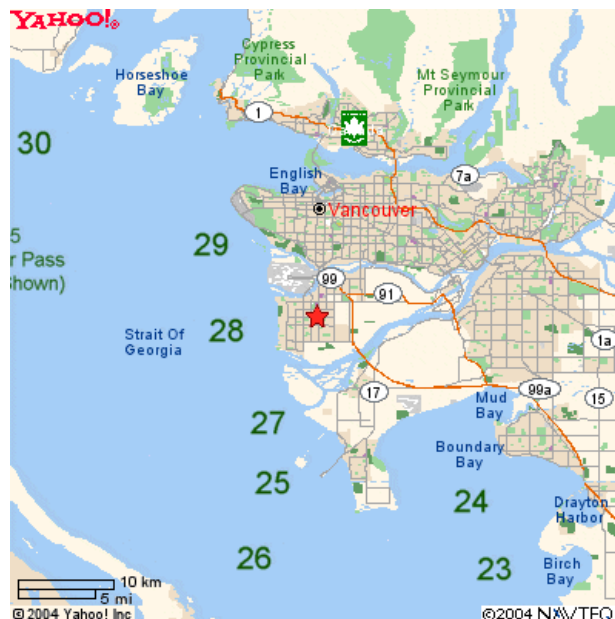 YAHOO!®
Cypress
Provincial
Park
Horseshoe
Bay
Mt Seymour
Provincial
Park
1
30
English
Bay
7a
Vancouver
5
r Pass
hown)
29
99
91
Strait Of
Georgia
28
1a
17
99a
15
Mud
Bay
27
Boundary
Bay
25
24
Drayton
Harbor
26
23
Birch
Bay
10 km
5 mi
©2004 Yahoo! Inc
©2004 NAVTEQ